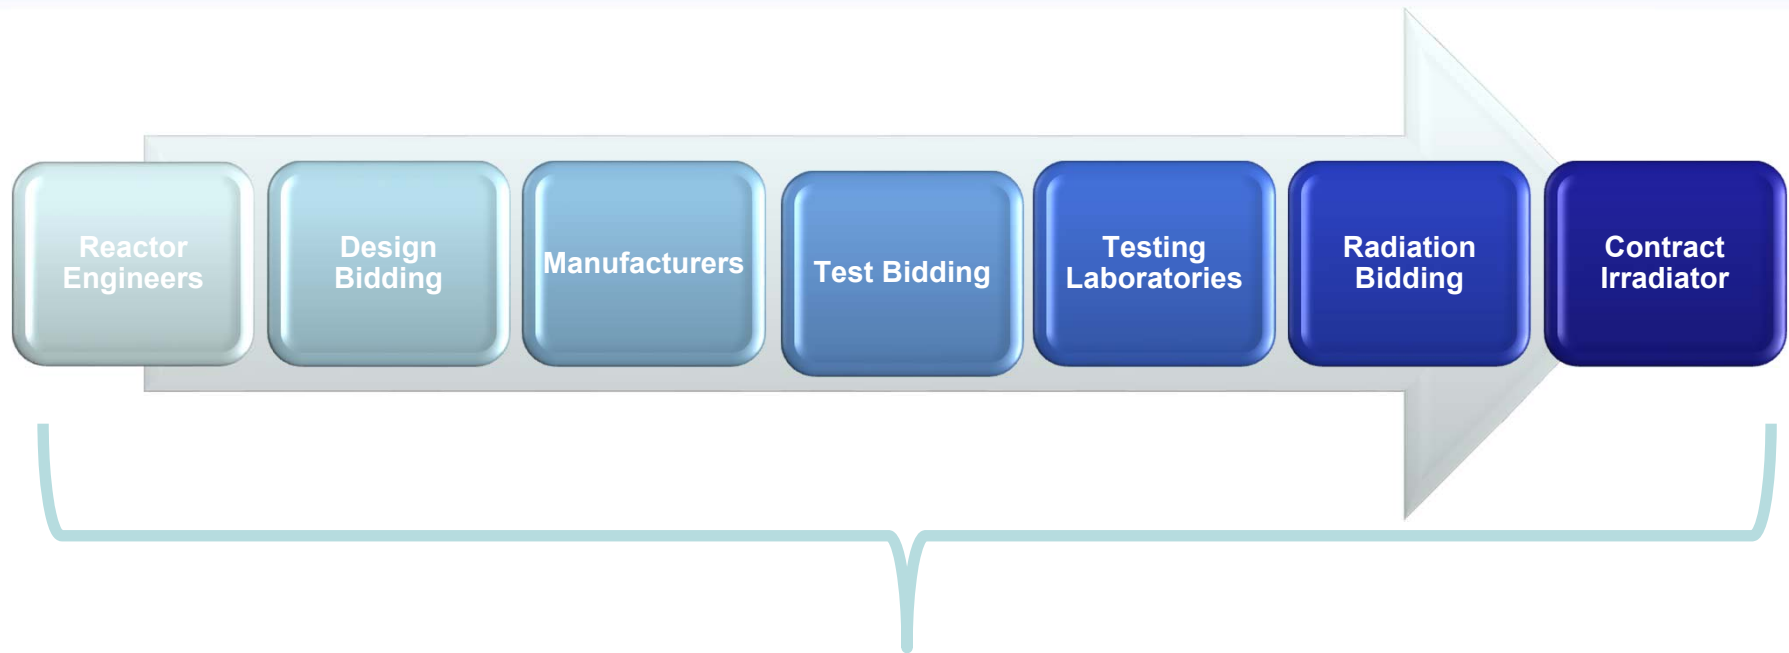 Reactor
Engineers
Design
Bidding
Manufacturers
Test Bidding
Testing
Laboratories
Radiation
Bidding
Contract
Irradiator